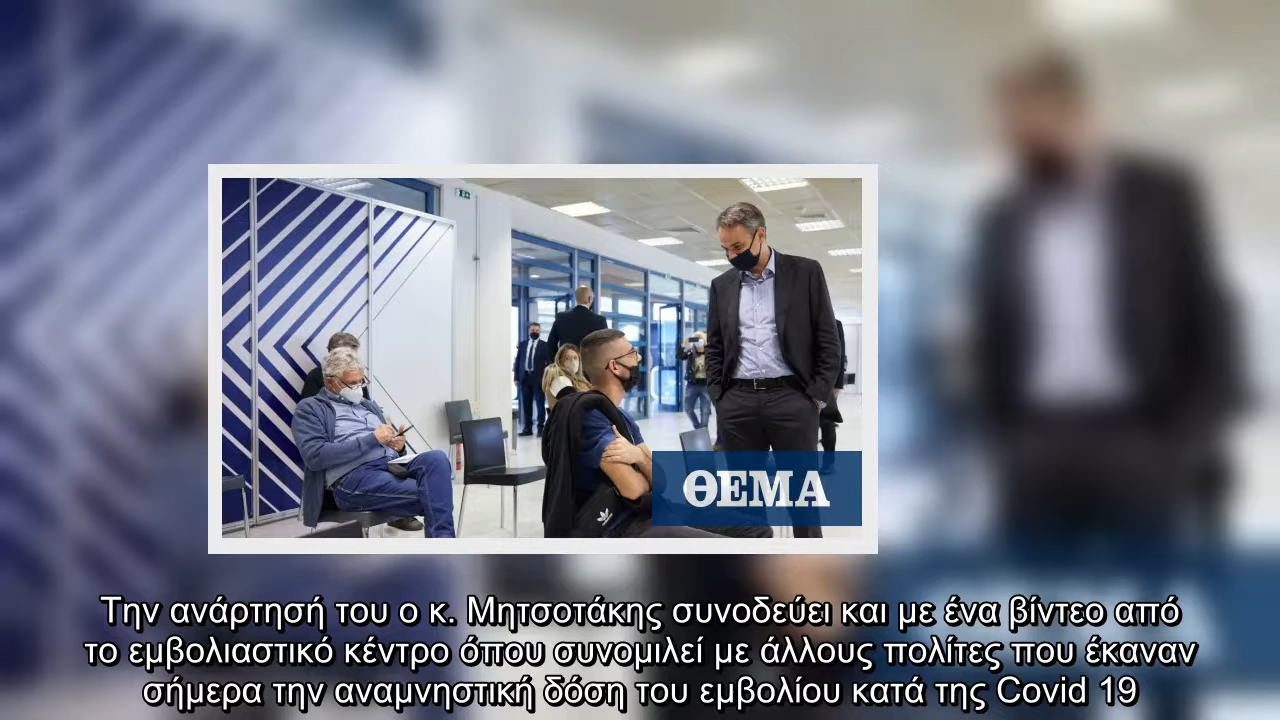 ΘΕΜΑ
Την ανάρτησή του ο κ. Μητσοτάκης συνοδεύει και με ένα βίντεο από
το εμβολιαστικό κέντρο όπου συνομιλεί με άλλους πολίτες που έκαναν
σήμερα την αναμνηστική δόση του εμβολίου κατά της Covid 19